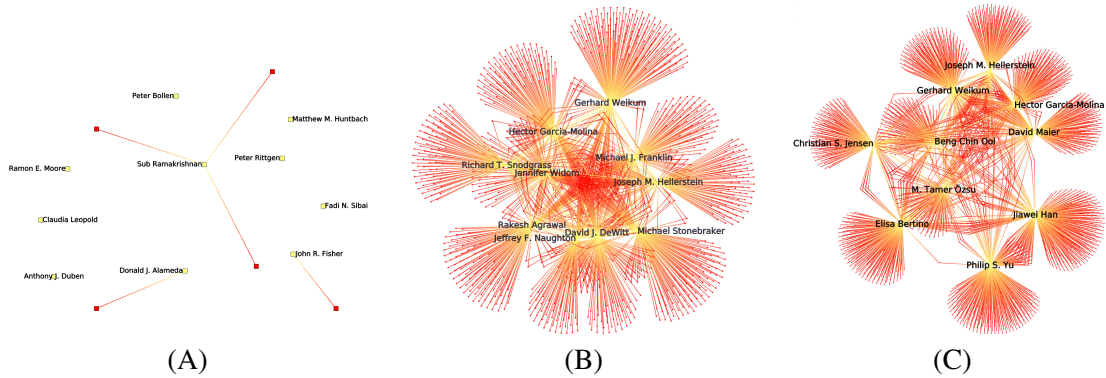 Peter Bollen
Matthew M. Huntbach
Sub Ramakrishnan
Peter Rittgen
Ramon E. Moore
Fadi N. Sibai
Claudia Leopold
John R. Fisher
Anthony J. Duben
Donald J. Alameda
(A)
Gerhard Weikum
Hector Garcia-Molina
Michael J. Franklin
Richard T. Snodgrass
Jennifer Widom
Joseph M. Hellerstein
Rakesh Agrawal
Michael Stonebraker
David J. DeWitt
Jeffrey F. Naughton
(B)
Joseph M. Hellerstein
Gerhard Weikum
Hector Garcia-Molina
David Maier
Christian S. Jensen
Beng Chin Ooi
M. Tamer Özsu
Jiawei Han
Elisa Bertino
Philip S. Yu
(C)